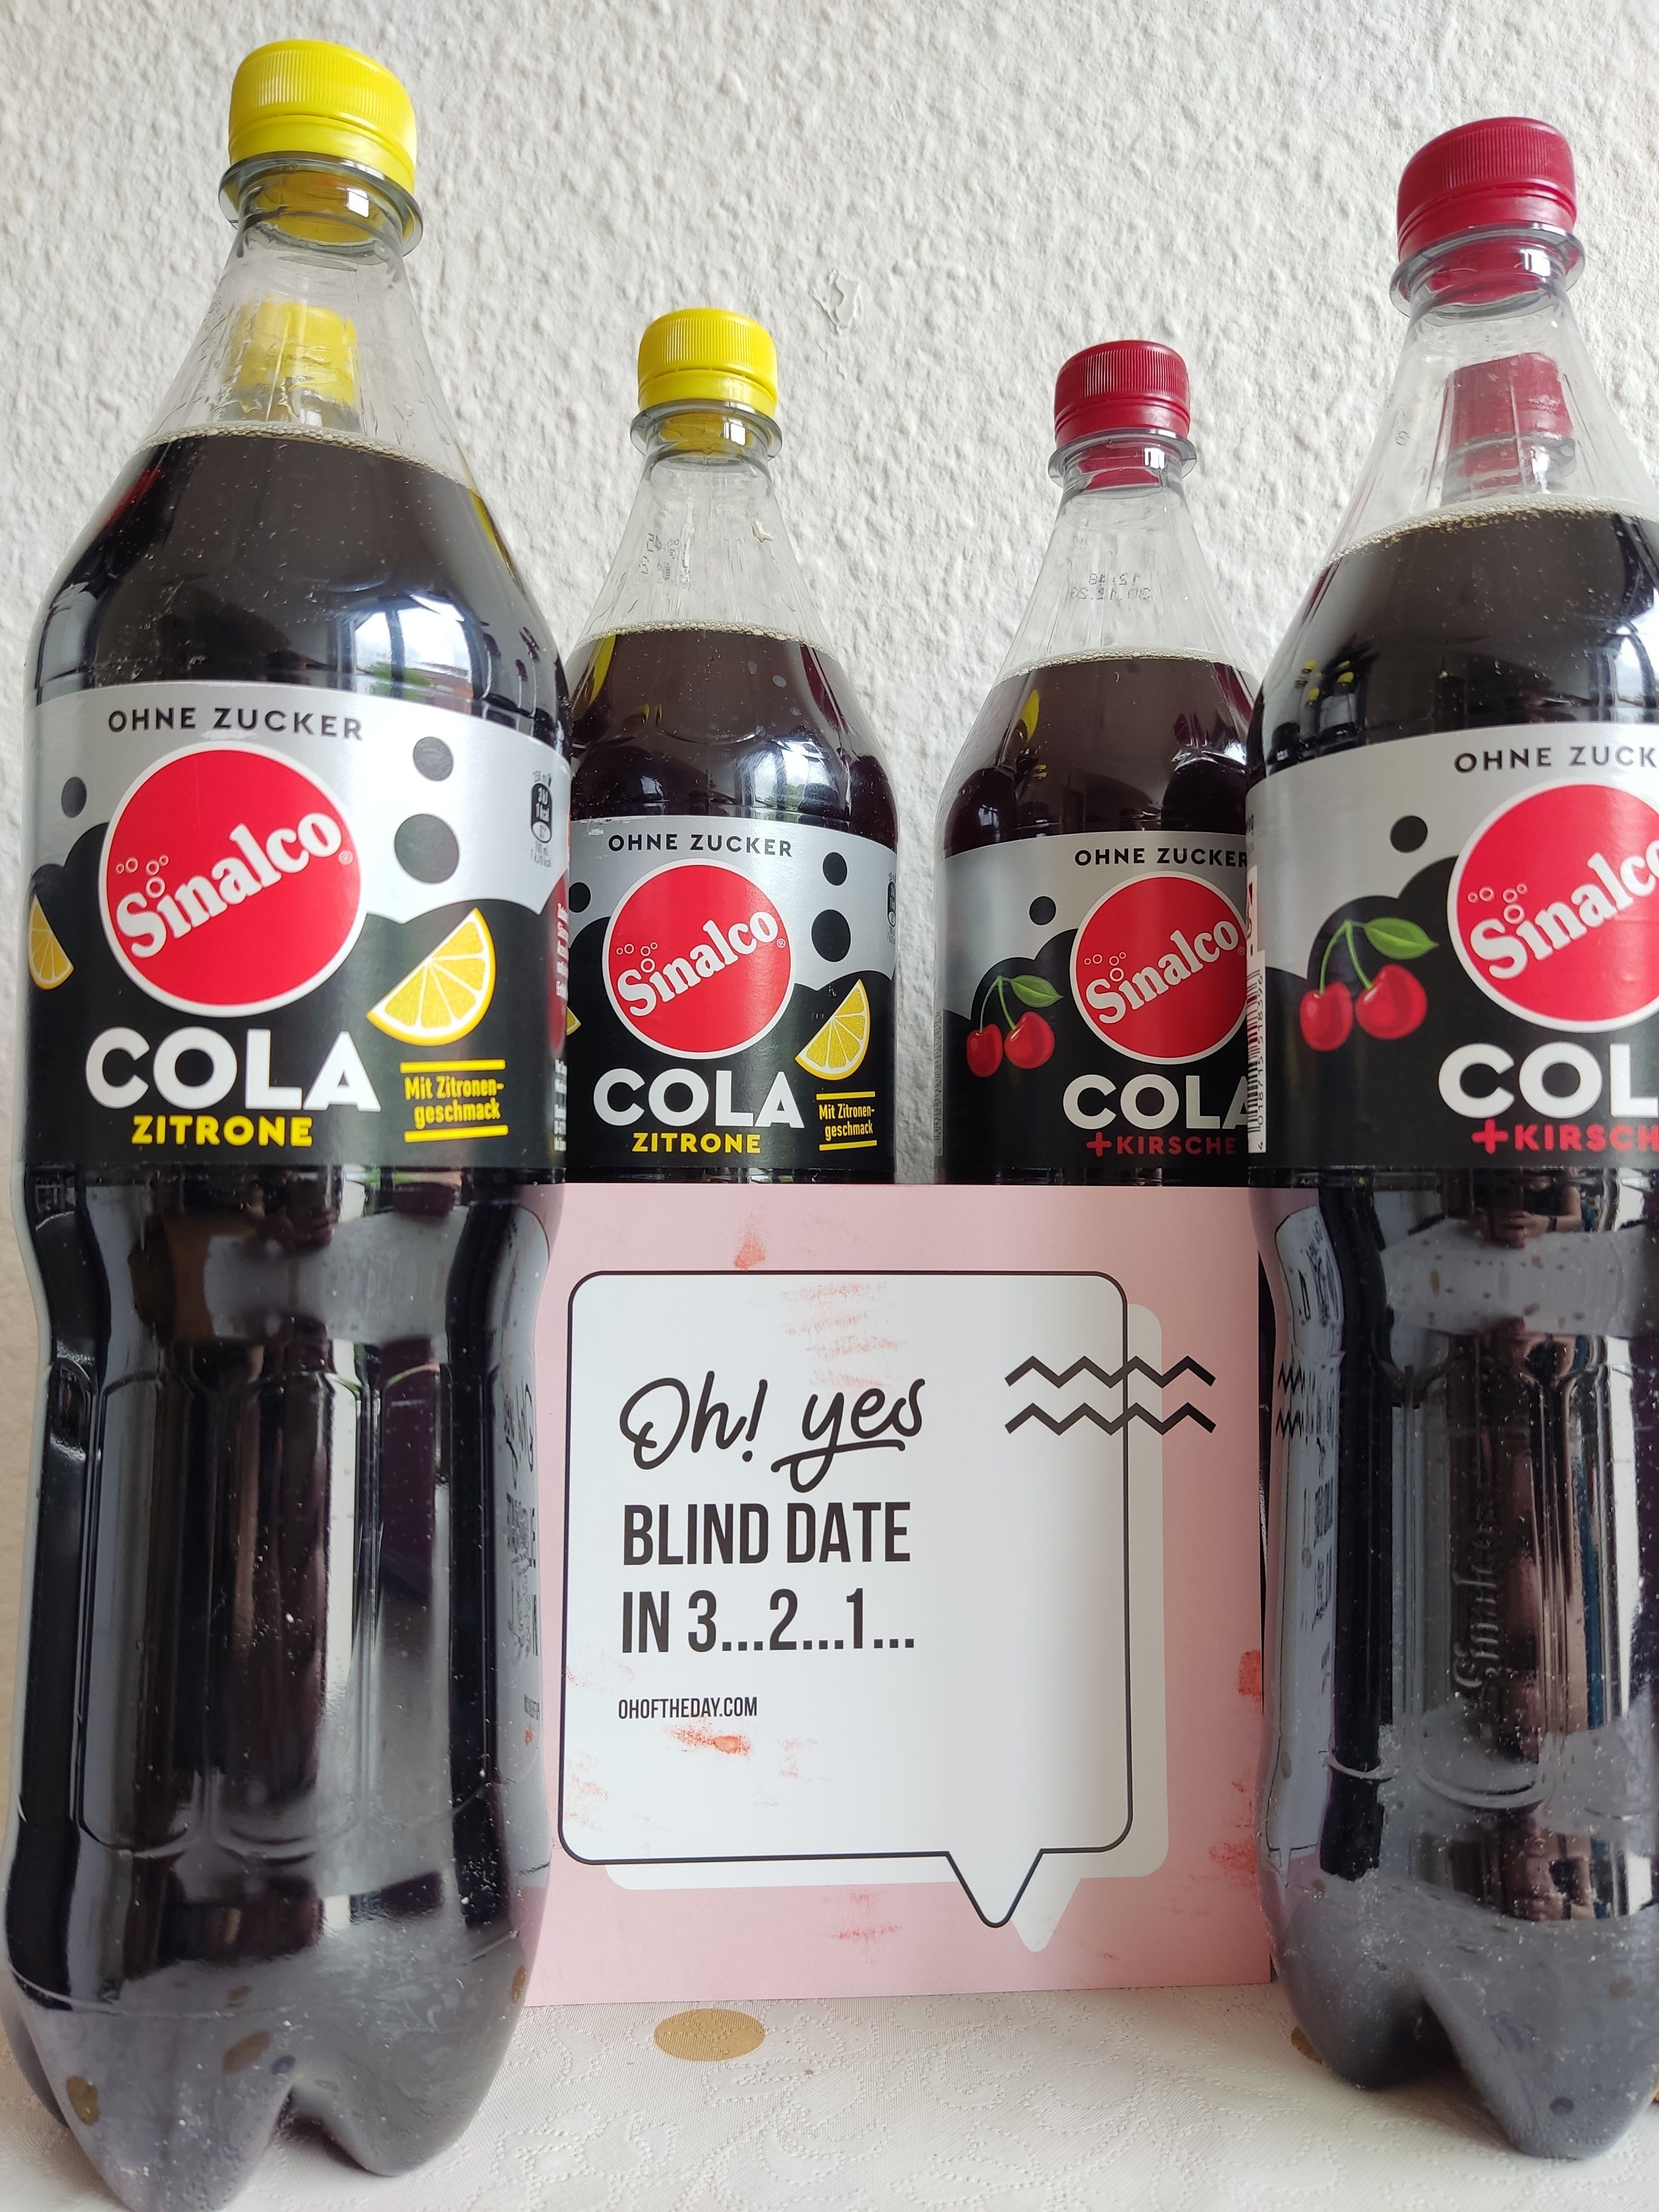 OHNE ZUCKER
Sinalco®
COLA
ZITRONE
Mit Zitronen-
geschmack
OHNE ZUCKER
Sinalco®
COLA
ZITRONE
Mit Zitronen-
geschmack
OHNE ZUCKER
Sinalco
COLA
+KIRSCHE
OHNE ZUCK
Sinalco
COL
+KIRSCH
Oh! yes
BLIND DATE
IN 3...2...1...
OHOFTHEDAY.COM